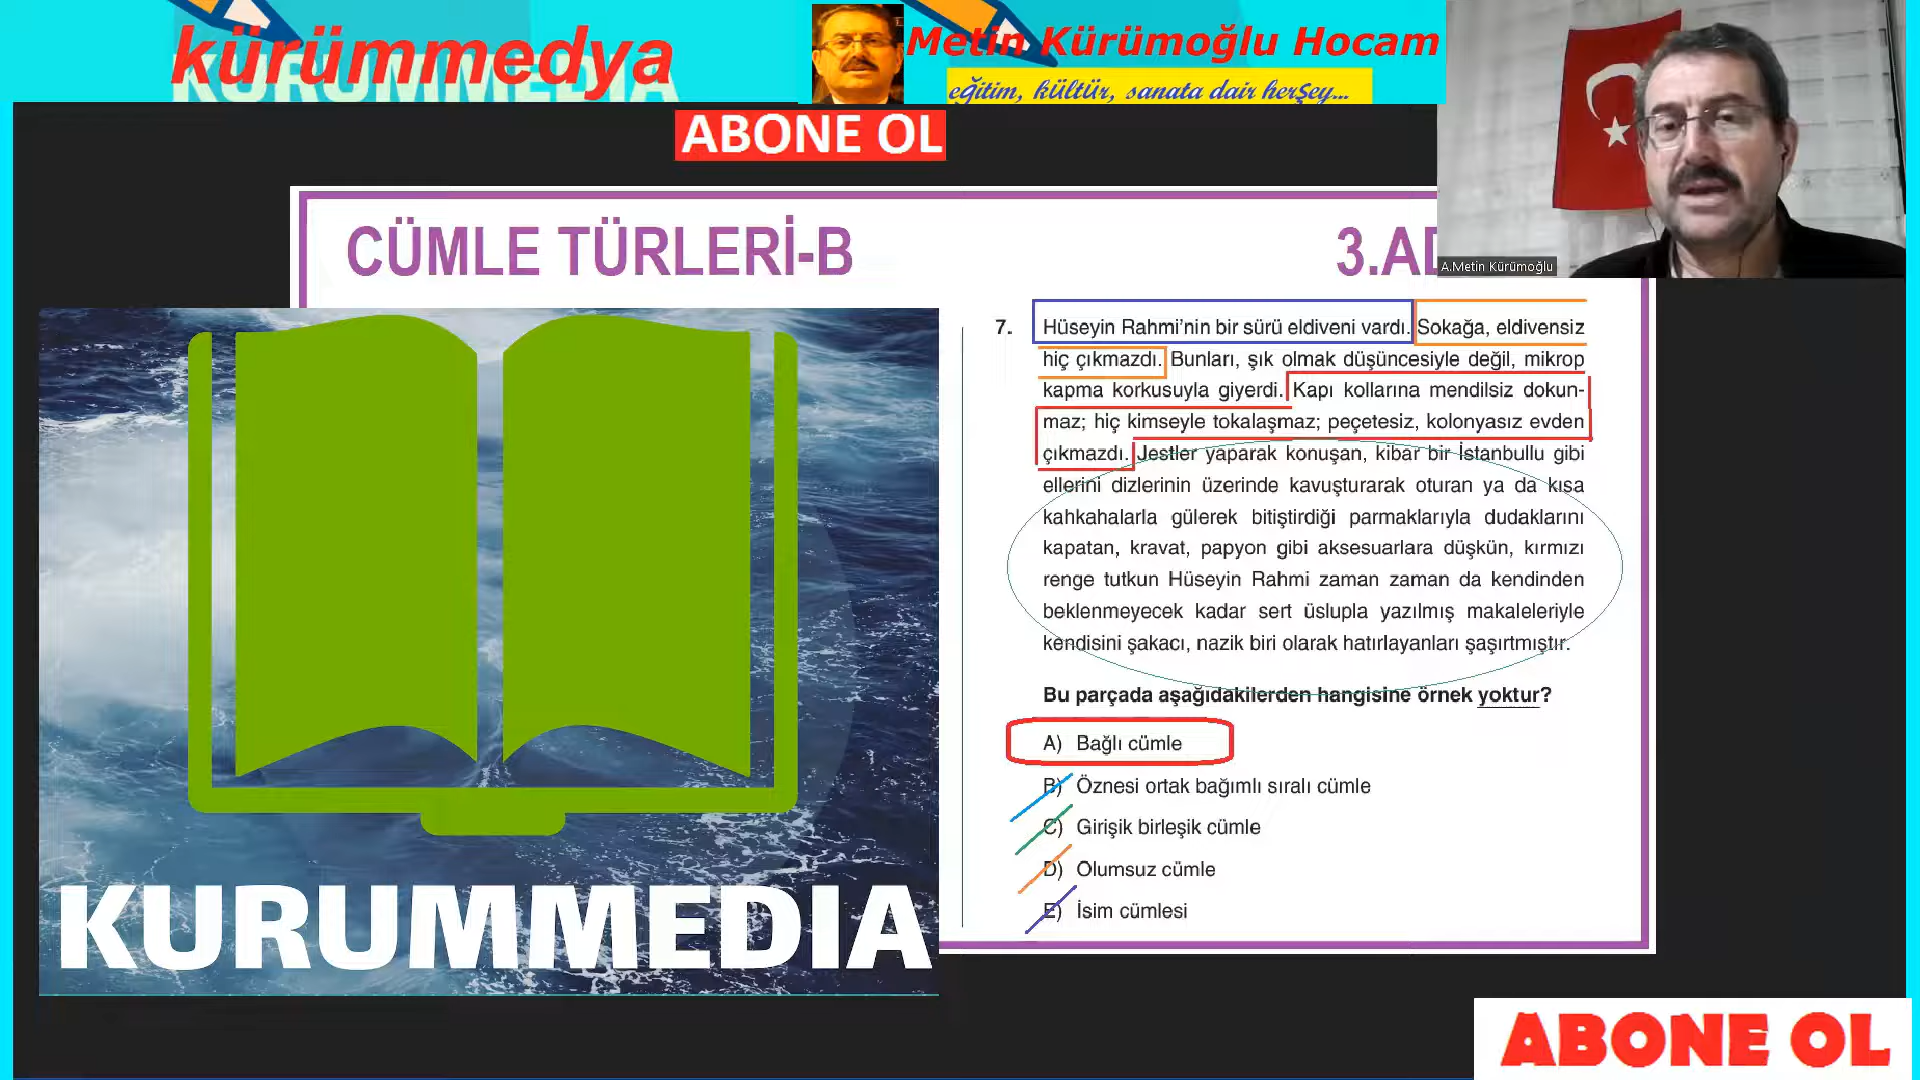 kürümmedya
KURUMMEDIA
Metin Kürümoğlu Hocam
eğitim, kültür, sanata dair herşey...
ABONE OL
A.Metin Kürümoğlu
CÜMLE TÜRLERİ-B
3.AD
7. Hüseyin Rahmi'nin bir sürü eldiveni vardı. Sokağa, eldivensiz
hiç çıkmazdı. Bunları, şık olmak düşüncesiyle değil, mikrop
kapma korkusuyla giyerdi. Kapı kollarına mendilsiz dokun-
maz; hiç kimseyle tokalaşmaz; peçetesiz, kolonyasız evden
çıkmazdı. Jestler yaparak konuşan, kibar bir İstanbullu gibi
ellerini dizlerinin üzerinde kavuşturarak oturan ya da kısa
kahkahalarla gülerek bitiştirdiği parmaklarıyla dudaklarını
kapatan, kravat, papyon gibi aksesuarlara düşkün, kırmızı
renge tutkun Hüseyin Rahmi zaman zaman da kendinden
beklenmeyecek kadar sert üslupla yazılmış makaleleriyle
kendisini şakacı, nazik biri olarak hatırlayanları şaşırtmıştır.
Bu parçada aşağıdakilerden hangisine örnek yoktur?
A) Bağlı cümle
B) Öznesi ortak bağımlı sıralı cümle
C) Girişik birleşik cümle
D) Olumsuz cümle
E) İsim cümlesi
KURUMMEDIA
ABONE OL